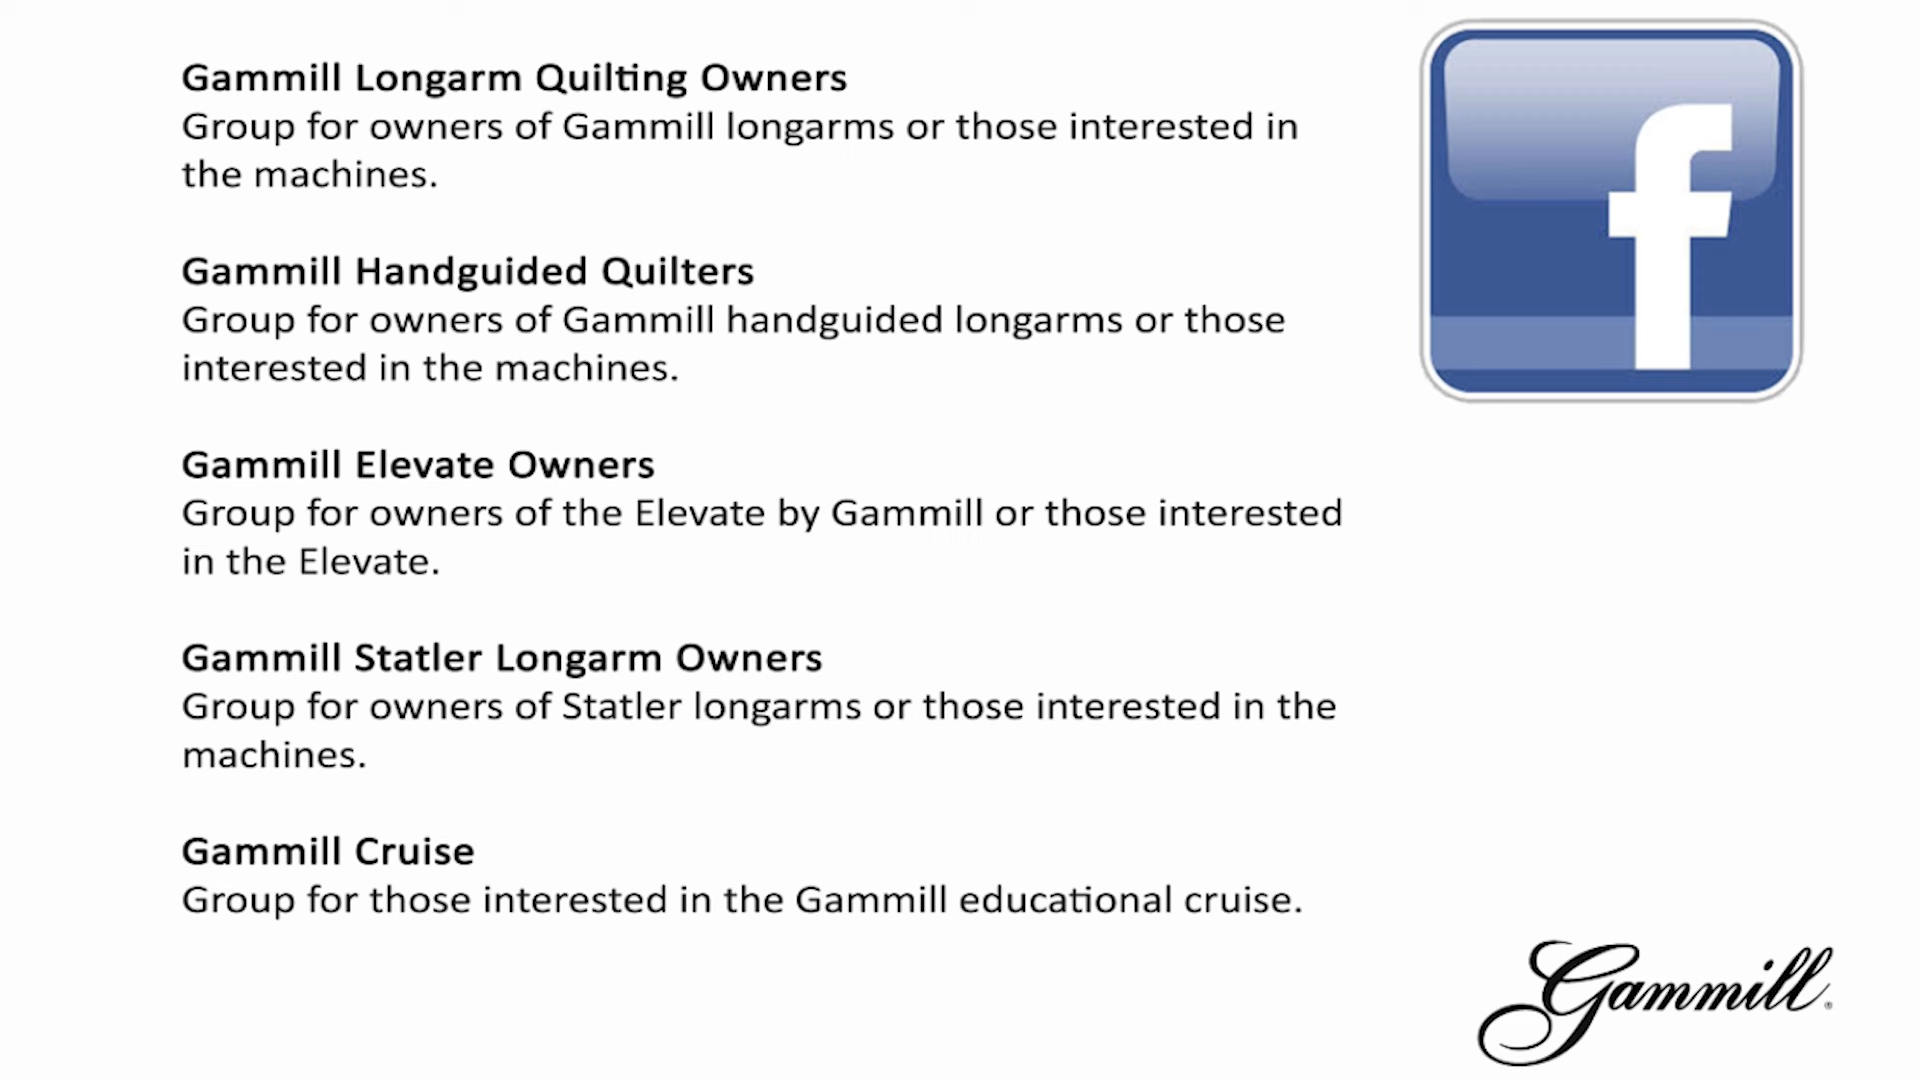 Gammill Longarm Quilting Owners
Group for owners of Gammill longarms or those interested in
the machines.
Gammill Handguided Quilters
Group for owners of Gammill handguided longarms or those
interested in the machines.
Gammill Elevate Owners
Group for owners of the Elevate by Gammill or those interested
in the Elevate.
Gammill Statler Longarm Owners
Group for owners of Statler longarms or those interested in the
machines.
Gammill Cruise
Group for those interested in the Gammill educational cruise.
f
Gammill®